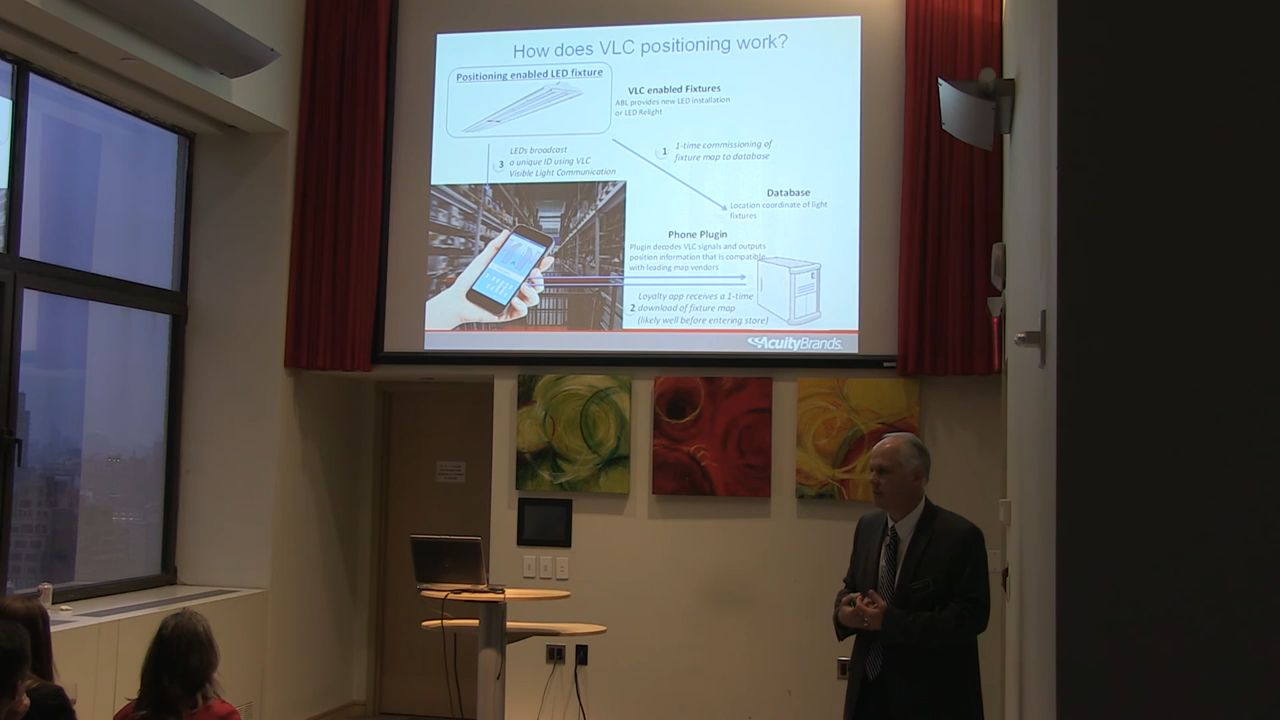 How does VLC positioning work?
Positioning enabled LED fixture
VLC enabled Fixtures
ABL provides new LED installation
or LED Relight
1
1-time commissioning of
fixture map to database
3
LEDs broadcast
a unique ID using VLC
Visible Light Communication
Database
Location coordinate of light
fixtures
Phone Plugin
Plugin decodes VLC signals and outputs
position information that is compatible
with leading map vendors
2
Loyalty app receives a 1-time
download of fixture map
(likely well before entering store)
AcuityBrands.